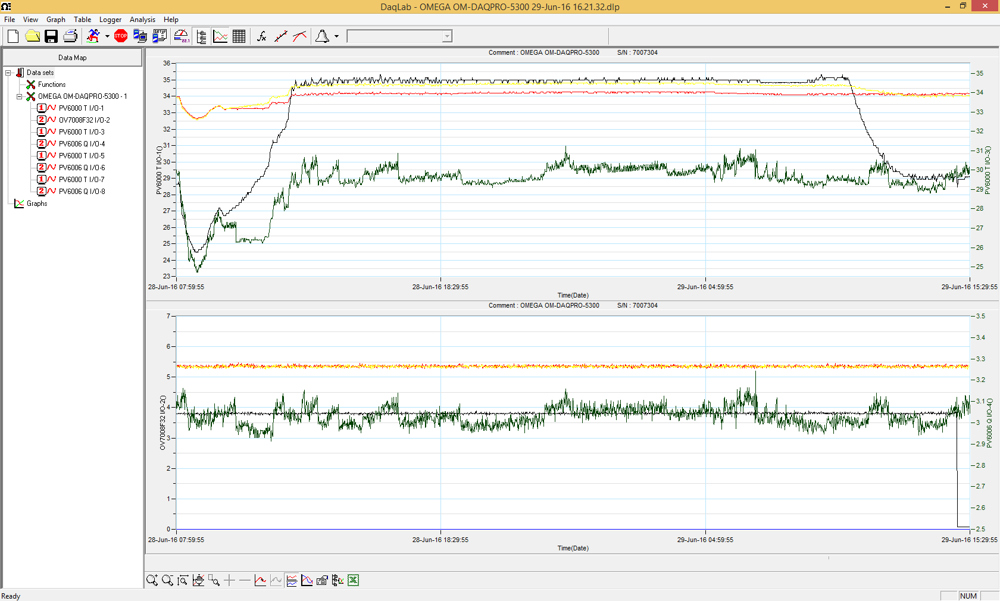 DaqLab - OMEGA OM-DAQPRO-5300 29-Jun-16 16.21.32.dlp
File View Graph Table Logger Analysis Help
STOP SETUP 22.1 fx
Data Map
Data sets
Functions
OMEGA OM-DAQPRO-5300 - 1
1 PV6000 T I/O-1
2 OV7008F32 I/O-2
1 PV6000 T I/O-3
2 PV6006 Q I/O-4
1 PV6000 T I/O-5
2 PV6006 Q I/O-6
1 PV6000 T I/O-7
2 PV6006 Q I/O-8
Graphs
Comment : OMEGA OM-DAQPRO-5300 S/N : 7007304
PV6000 T I/O-1()
36
35
34
33
32
31
30
29
28
27
26
25
24
23
35
34
33
32
31
30
29
28
27
26
25
PV6000 T I/O-3()
28-Jun-16 07:59:55 28-Jun-16 18:29:55 29-Jun-16 04:59:55 29-Jun-16 15:29:55
Time(Date)
Comment : OMEGA OM-DAQPRO-5300 S/N : 7007304
OV7008F32 I/O-2()
7
6
5
4
3
2
1
0
3.5
3.4
3.3
3.2
3.1
3
2.9
2.8
2.7
2.6
2.5
PV6006 Q I/O-4()
28-Jun-16 07:59:55 28-Jun-16 18:29:55 29-Jun-16 04:59:55 29-Jun-16 15:29:55
Time(Date)
Ready NUM